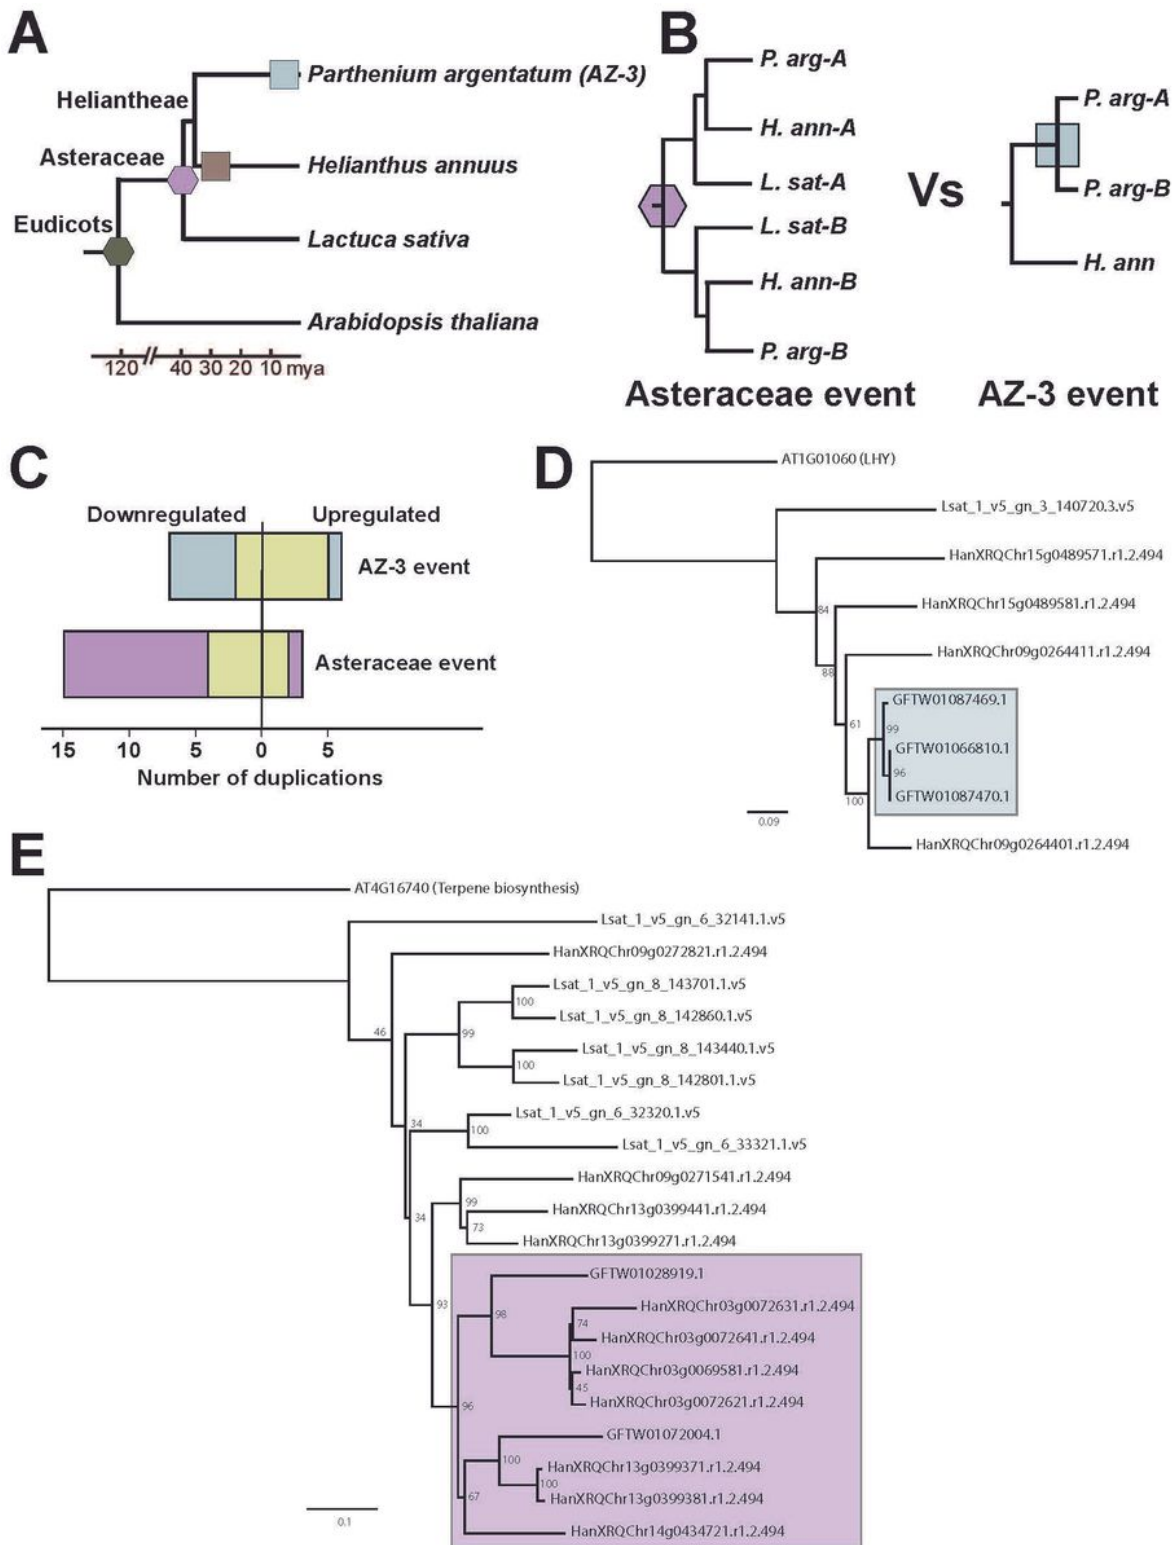 A
Parthenium argentatum (AZ-3)
Heliantheae
Asteraceae
Helianthus annuus
Eudicots
Lactuca sativa
Arabidopsis thaliana
120 40 30 20 10 mya
B
P. arg-A
H. ann-A
L. sat-A
L. sat-B
H. ann-B
P. arg-B
Asteraceae event
Vs
P. arg-A
P. arg-B
H. ann
AZ-3 event
C
Downregulated Upregulated
AZ-3 event
Asteraceae event
15 10 5 0 5
Number of duplications
D
AT1G01060 (LHY)
Lsat_1_v5_gn_3_140720.3.v5
HanXRQChr15g0489571.r1.2.494
84
HanXRQChr15g0489581.r1.2.494
HanXRQChr09g0264411.r1.2.494
88
GFTW01087469.1
61
99
GFTW01066810.1
96
GFTW01087470.1
100
0.09
HanXRQChr09g0264401.r1.2.494
E
AT4G16740 (Terpene biosynthesis)
Lsat_1_v5_gn_6_32141.1.v5
HanXRQChr09g0272821.r1.2.494
Lsat_1_v5_gn_8_143701.1.v5
100
Lsat_1_v5_gn_8_142860.1.v5
46
99
Lsat_1_v5_gn_8_143440.1.v5
100
Lsat_1_v5_gn_8_142801.1.v5
Lsat_1_v5_gn_6_32320.1.v5
34
100
Lsat_1_v5_gn_6_33321.1.v5
HanXRQChr09g0271541.r1.2.494
99
HanXRQChr13g0399441.r1.2.494
34
73
HanXRQChr13g0399271.r1.2.494
GFTW01028919.1
93
HanXRQChr03g0072631.r1.2.494
98
74
HanXRQChr03g0072641.r1.2.494
100
HanXRQChr03g0069581.r1.2.494
45
HanXRQChr03g0072621.r1.2.494
96
GFTW01072004.1
100
HanXRQChr13g0399371.r1.2.494
100
67
HanXRQChr13g0399381.r1.2.494
0.1
HanXRQChr14g0434721.r1.2.494